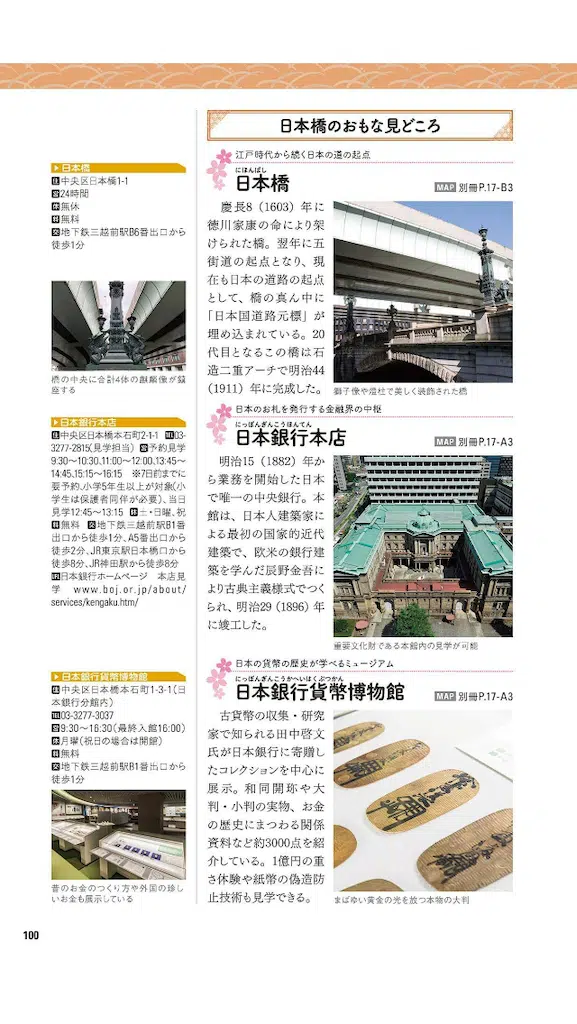 日本橋のおもな見どころ
江戸時代から続く日本の道の起点
にほんばし
日本橋
MAP 別冊P.17-B3
慶長8（1603）年に
徳川家康の命により架
けられた橋。翌年に五
街道の起点となり、現
在も日本の道路の起点
として、橋の真ん中に
「日本国道路元標」が
埋め込まれている。20
代目となるこの橋は石
造二重アーチで明治44
（1911）年に完成した。
獅子像や燈柱で美しく装飾された橋
日本橋
住中央区日本橋1-1
営24時間
休無休
料無料
交地下鉄三越前駅B6番出口から
徒歩1分
橋の中央に合計4体の麒麟像が鎮
座する
日本のお札を発行する金融界の中枢
にっぽんぎんこうほんてん
日本銀行本店
MAP 別冊P.17-A3
明治15（1882）年か
ら業務を開始した日本
で唯一の中央銀行。本
館は、日本人建築家に
よる最初の国家的近代
建築で、欧米の銀行建
築を学んだ辰野金吾に
より古典主義様式でつく
られ、明治29（1896）年
に竣工した。
重要文化財である本館内の見学が可能
日本銀行本店
住中央区日本橋本石町2-1-1 TEL03-
3277-2815(見学担当) 営予約見学
9:30〜10:30、11:00〜12:00、13:45〜
14:45、15:15〜16:15 ※7日前までに
要予約、小学5年生以上が対象(小
学生は保護者同伴が必要)、当日
見学12:45〜13:15 休土・日曜、祝
料無料 交地下鉄三越前駅B1番
出口から徒歩1分、A5番出口から
徒歩2分、JR東京駅日本橋口から
徒歩8分、JR神田駅から徒歩8分
日本銀行ホームページ 本店見
学 www.boj.or.jp/about/
services/kengaku.htm/
日本の貨幣の歴史が学べるミュージアム
にっぽんぎんこうかへいはくぶつかん
日本銀行貨幣博物館
MAP 別冊P.17-A3
古貨幣の収集・研究
家で知られる田中啓文
氏が日本銀行に寄贈し
たコレクションを中心に
展示。和同開珎や大
判・小判の実物、お金
の歴史にまつわる関係
資料など約3000点を紹
介している。1億円の重
さ体験や紙幣の偽造防
止技術も見学できる。
まばゆい黄金の光を放つ本物の大判
日本銀行貨幣博物館
住中央区日本橋本石町1-3-1(日
本銀行分館内)
TEL03-3277-3037
営9:30〜16:30(最終入館16:00)
休月曜(祝日の場合は開館)
料無料
交地下鉄三越前駅B1番出口から
徒歩1分
昔のお金のつくり方や外国の珍し
いお金も展示している
100